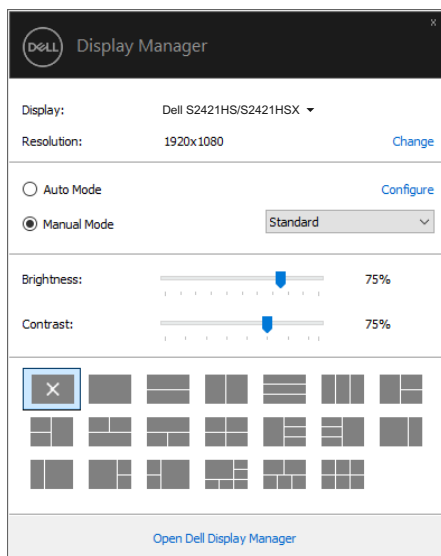 x
DELL Display Manager
Display: Dell S2421HS/S2421HSX
Resolution: 1920x1080 Change
Auto Mode Configure
Manual Mode Standard
Brightness: 75%
Contrast: 75%
Open Dell Display Manager